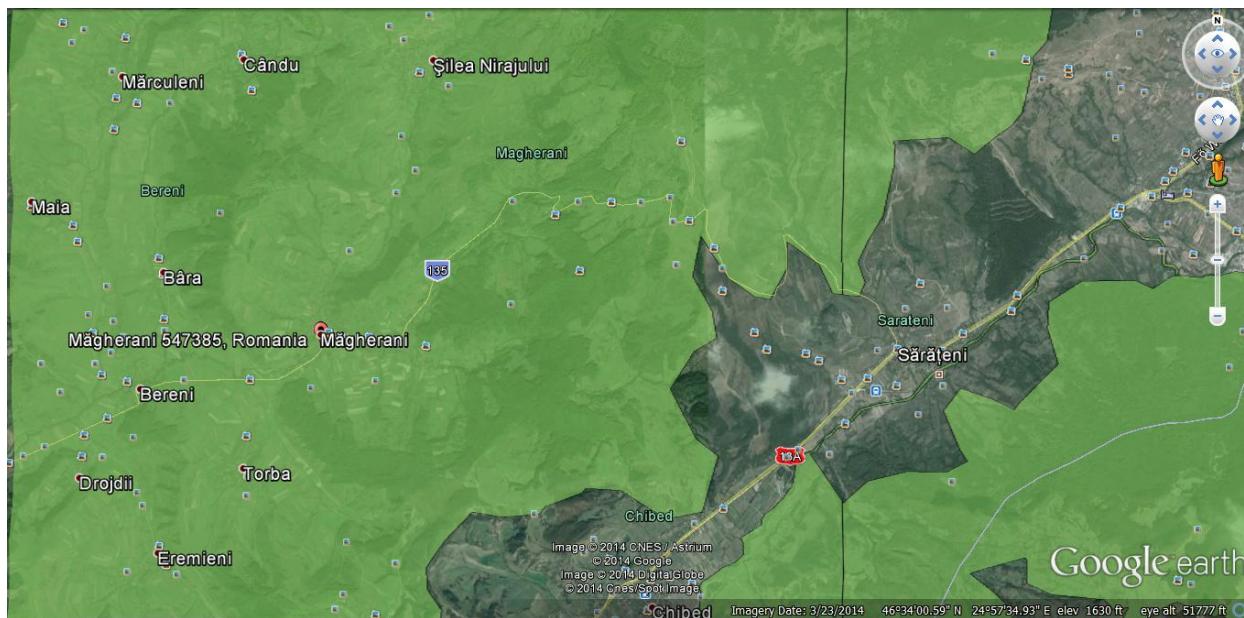 N
Cându
Şilea Nirajului
Mărculeni
Magherani
Bereni
Maia
Bâra
135
Măgherani 547385, Romania
Măgherani
Sarateni
Sărățeni
Bereni
13A
Drojdii
Torba
Chibed
Eremieni
Image © 2014 CNES / Astrium
© 2014 Google
Image © 2014 DigitalGlobe
© 2014 Cnes/Spot Image
Google earth
Chibed
Imagery Date: 3/23/2014 46°34'00.59" N 24°57'34.93" E elev 1630 ft eye alt 51777 ft